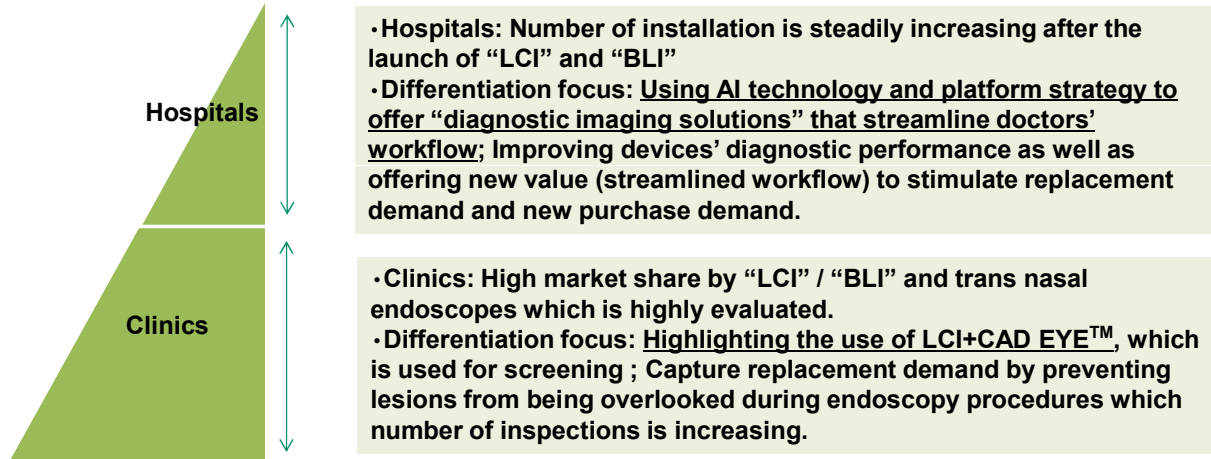 Hospitals
・Hospitals: Number of installation is steadily increasing after the
launch of “LCI” and “BLI”
・Differentiation focus: Using AI technology and platform strategy to
offer “diagnostic imaging solutions” that streamline doctors’
workflow; Improving devices’ diagnostic performance as well as
offering new value (streamlined workflow) to stimulate replacement
demand and new purchase demand.
Clinics
・Clinics: High market share by “LCI” / “BLI” and trans nasal
endoscopes which is highly evaluated.
・Differentiation focus: Highlighting the use of LCI+CAD EYE™, which
is used for screening ; Capture replacement demand by preventing
lesions from being overlooked during endoscopy procedures which
number of inspections is increasing.